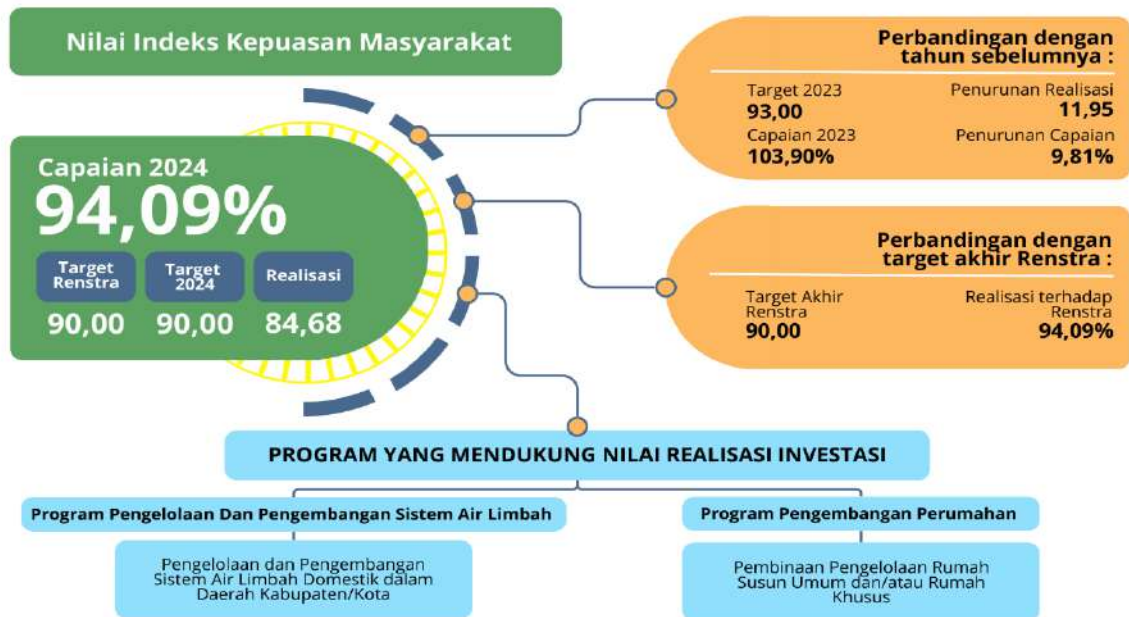 Nilai Indeks Kepuasan Masyarakat
Capaian 2024
94,09%
Target
Renstra
90,00
Target
2024
90,00
Realisasi
84,68
Perbandingan dengan
tahun sebelumnya :
Target 2023
93,00
Capaian 2023
103,90%
Penurunan Realisasi
11,95
Penurunan Capaian
9,81%
Perbandingan dengan
target akhir Renstra :
Target Akhir
Renstra
90,00
Realisasi terhadap
Renstra
94,09%
PROGRAM YANG MENDUKUNG NILAI REALISASI INVESTASI
Program Pengelolaan Dan Pengembangan Sistem Air Limbah
Pengelolaan dan Pengembangan
Sistem Air Limbah Domestik dalam
Daerah Kabupaten/Kota
Program Pengembangan Perumahan
Pembinaan Pengelolaan Rumah
Susun Umum dan/atau Rumah
Khusus